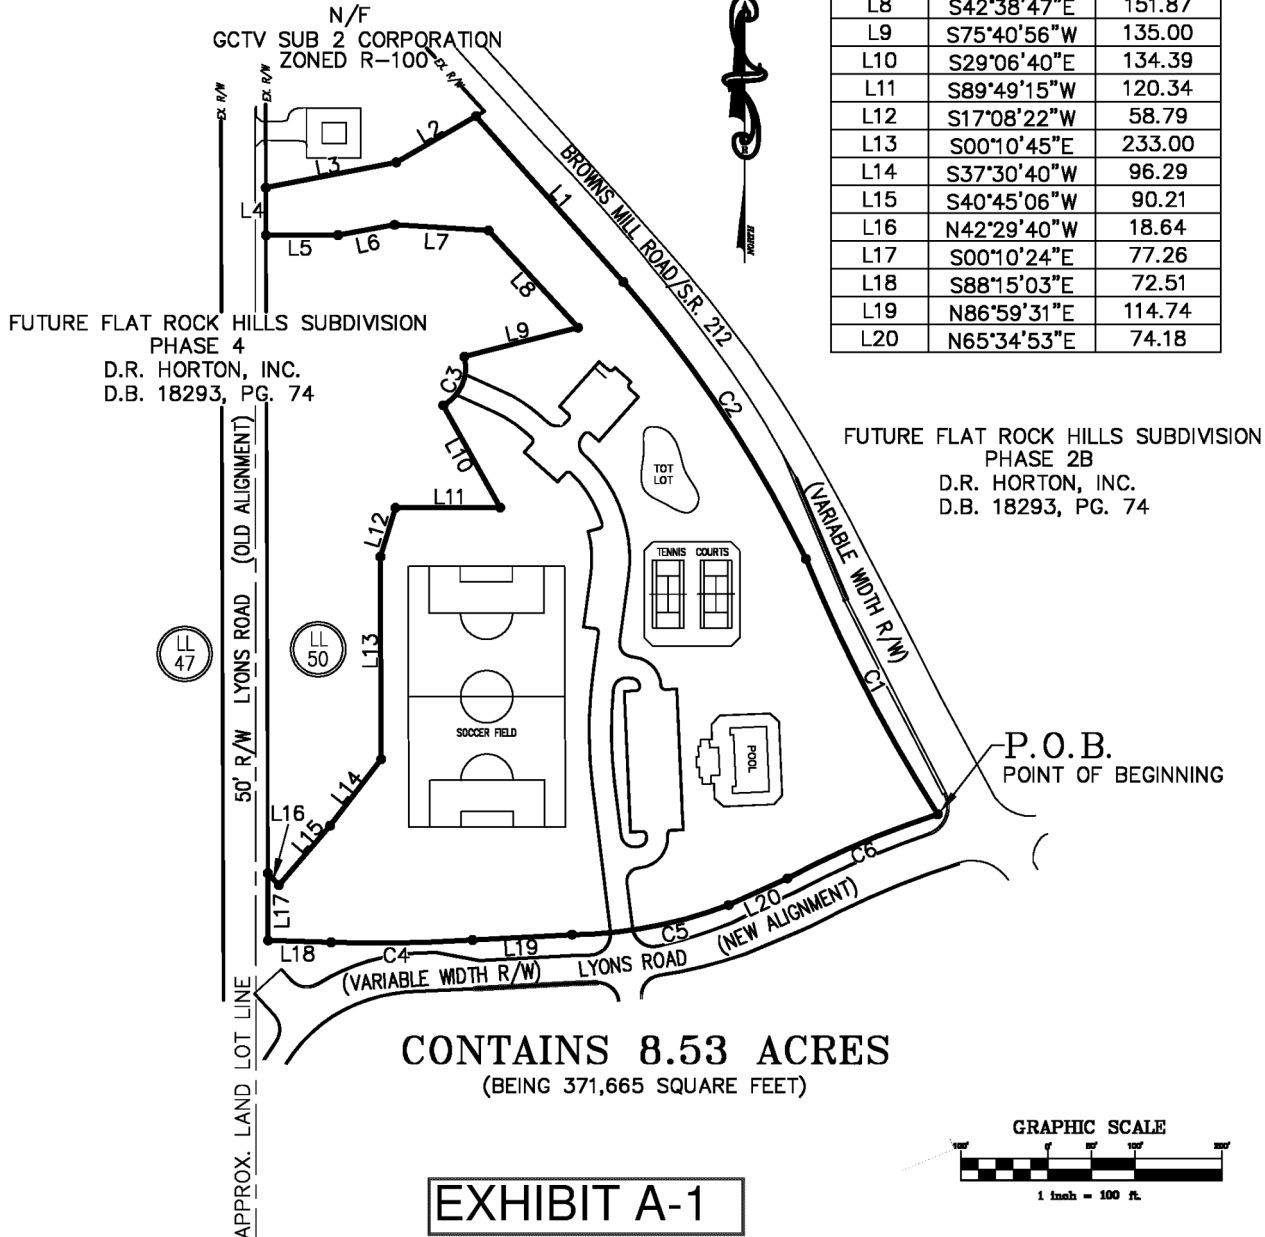 N/F
GCTV SUB 2 CORPORATION
ZONED R-100
EX. R/W
EX. R/W
EX. R/W
L8 S42°38'47"E 151.87
L9 S75°40'56"W 135.00
L10 S29°06'40"E 134.39
L11 S89°49'15"W 120.34
L12 S17°08'22"W 58.79
L13 S00°10'45"E 233.00
L14 S37°30'40"W 96.29
L15 S40°45'06"W 90.21
L16 N42°29'40"W 18.64
L17 S00°10'24"E 77.26
L18 S88°15'03"E 72.51
L19 N86°59'31"E 114.74
L20 N65°34'53"E 74.18
L2
L3
L4
L1
BROWNS MILL ROAD/S.R. 212
L5
L6
L7
L8
L9
FUTURE FLAT ROCK HILLS SUBDIVISION
PHASE 4
D.R. HORTON, INC.
D.B. 18293, PG. 74
C3
C2
L10
TOT
LOT
FUTURE FLAT ROCK HILLS SUBDIVISION
PHASE 2B
D.R. HORTON, INC.
D.B. 18293, PG. 74
(VARIABLE WIDTH R/W)
L11
L12
TENNIS COURTS
50' R/W LYONS ROAD (OLD ALIGNMENT)
LL
47
LL
50
L13
C1
SOCCER FIELD
POOL
P.O.B.
POINT OF BEGINNING
L14
L16
L15
C6
L17
L20
L18
C4
L19
C5
(VARIABLE WIDTH R/W)
LYONS ROAD
(NEW ALIGNMENT)
APPROX. LAND LOT LINE
CONTAINS 8.53 ACRES
(BEING 371,665 SQUARE FEET)
GRAPHIC SCALE
100' 0' 50' 100' 200'
1 inch = 100 ft.
EXHIBIT A-1